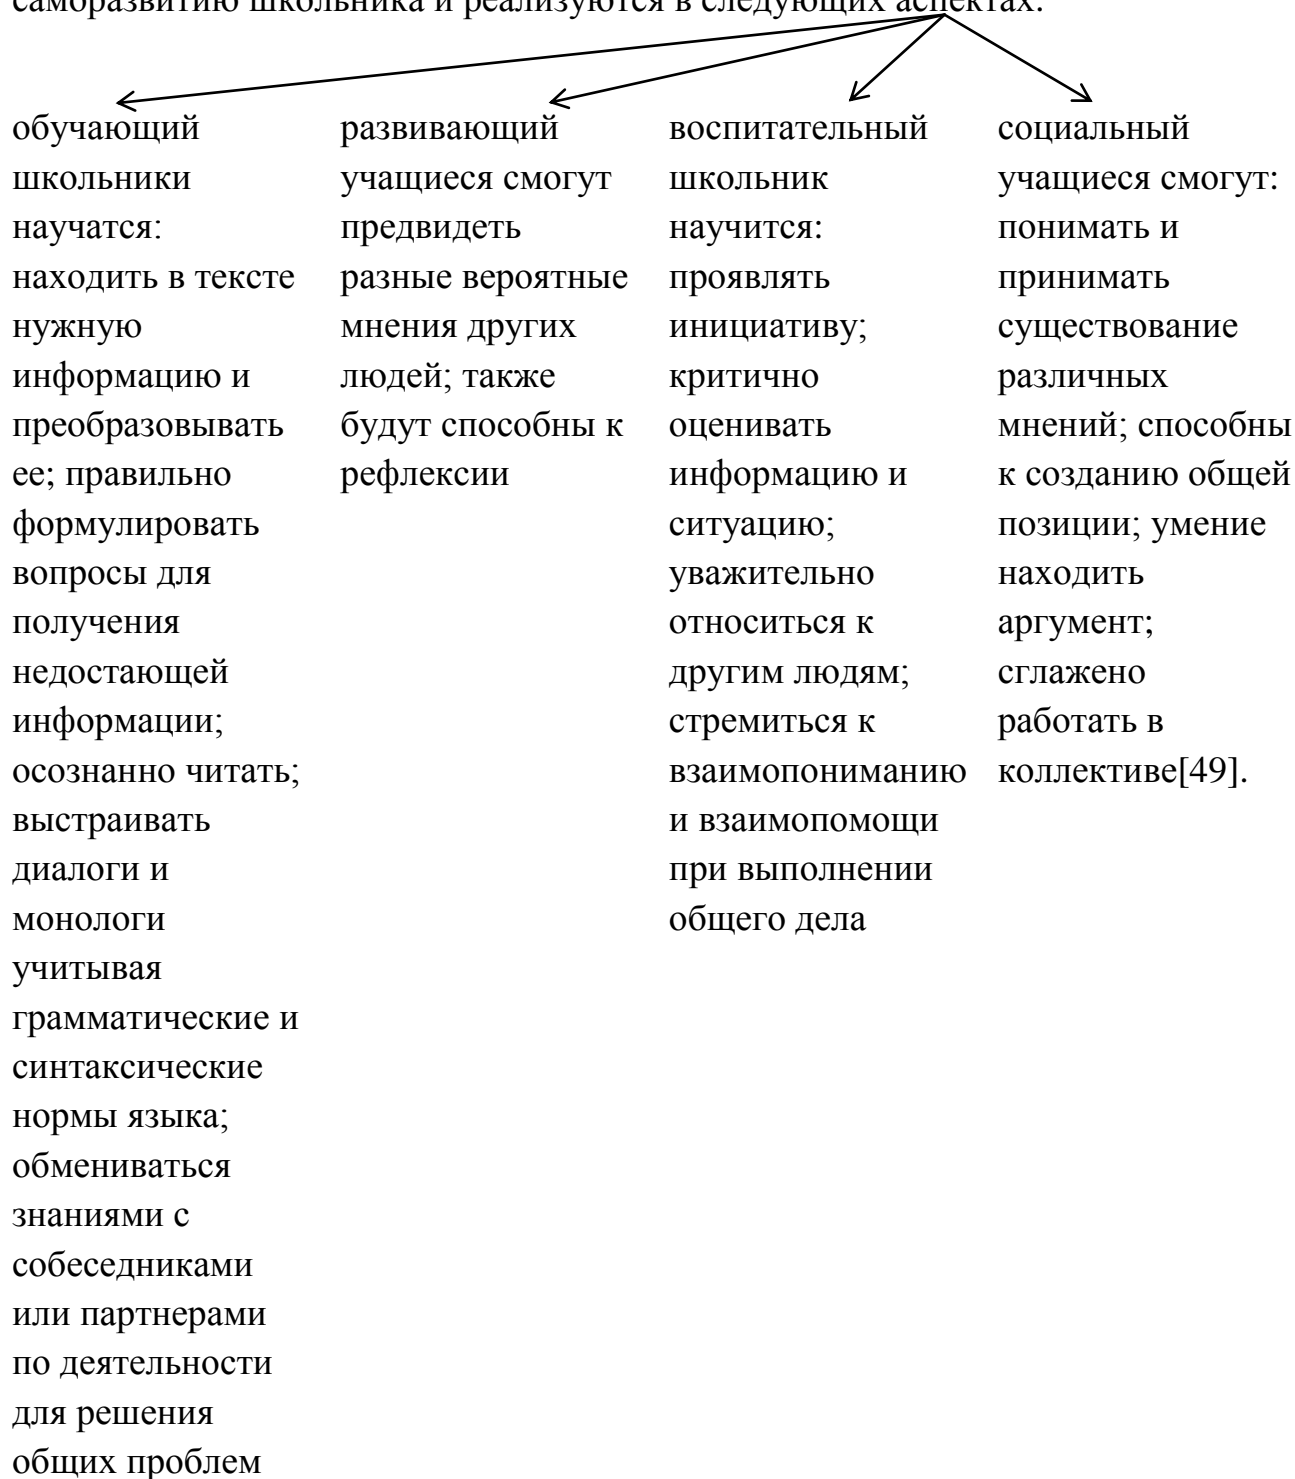 саморазвитию школьника и реализуются в следующих аспектах:
обучающий
школьники
научатся:
находить в тексте
нужную
информацию и
преобразовывать
ее; правильно
формулировать
вопросы для
получения
недостающей
информации;
осознанно читать;
выстраивать
диалоги и
монологи
учитывая
грамматические и
синтаксические
нормы языка;
обмениваться
знаниями с
собеседниками
или партнерами
по деятельности
для решения
общих проблем
развивающий
учащиеся смогут
предвидеть
разные вероятные
мнения других
людей; также
будут способны к
рефлексии
воспитательный
школьник
научится:
проявлять
инициативу;
критично
оценивать
информацию и
ситуацию;
уважительно
относиться к
другим людям;
стремиться к
взаимопониманию
и взаимопомощи
при выполнении
общего дела
социальный
учащиеся смогут:
понимать и
принимать
существование
различных
мнений; способны
к созданию общей
позиции; умение
находить
аргумент;
сглажено
работать в
коллективе[49].